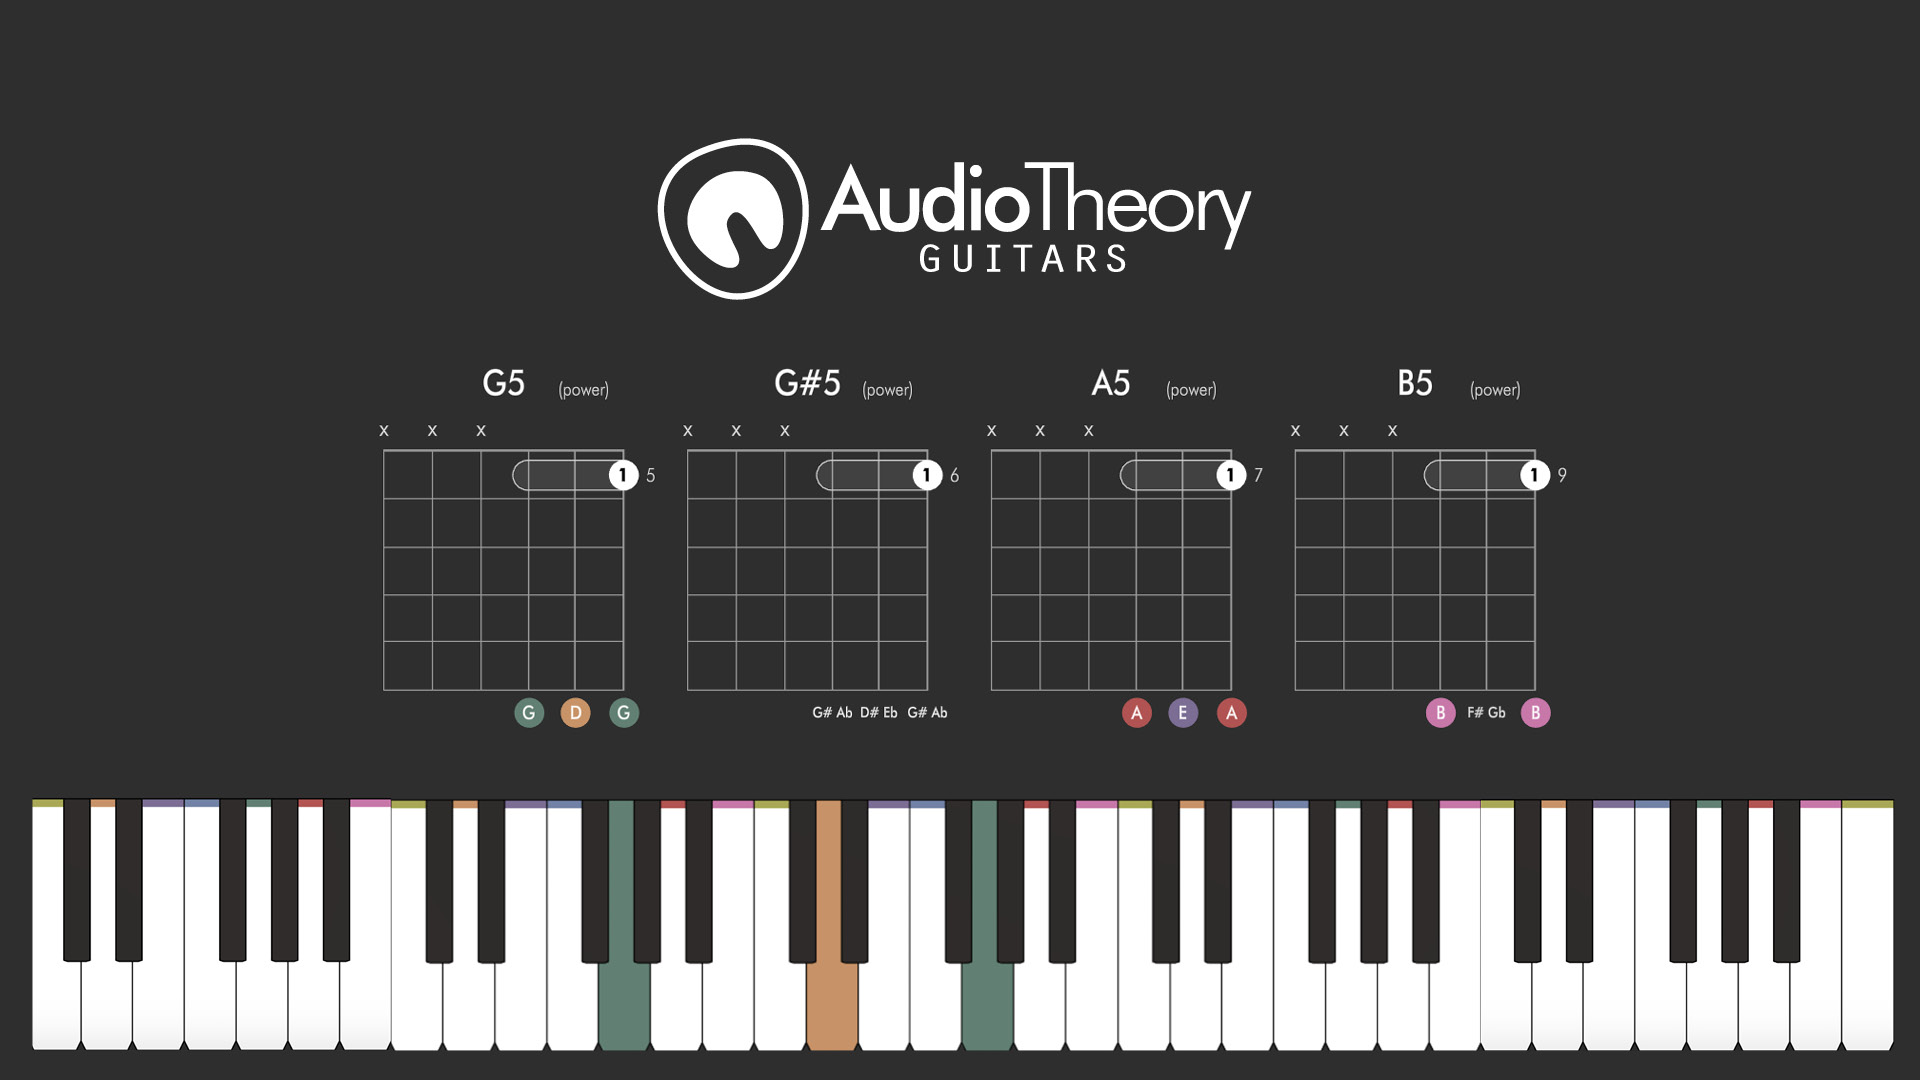 AudioTheory
GUITARS
G5 (power) G#5 (power) A5 (power) B5 (power)
x x x x x x x x x x x x
1 5 1 6 1 7 1 9
G D G G# Ab D# Eb G# Ab A E A B F# Gb B